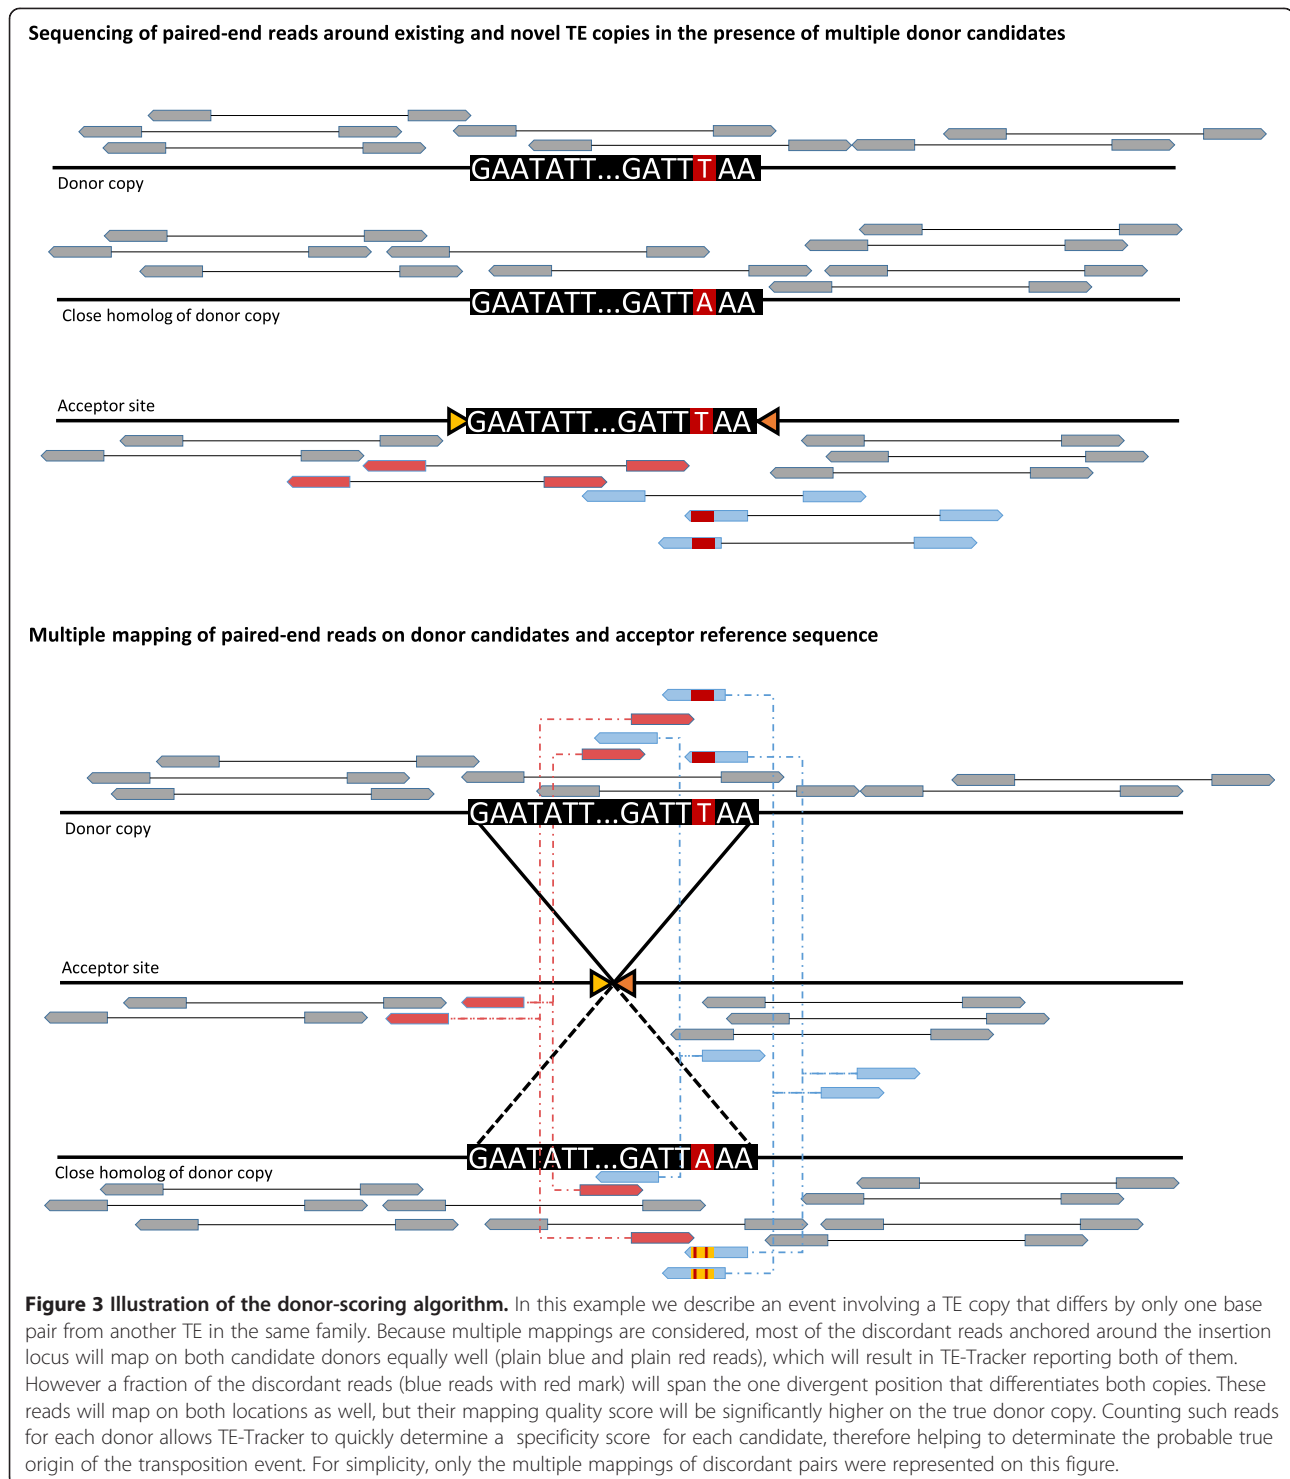 Sequencing of paired-end reads around existing and novel TE copies in the presence of multiple donor candidates
GAATATT...GATTTAA
Donor copy
GAATATT...GATTAAA
Close homolog of donor copy
Acceptor site
GAATATT...GATTTAA
Multiple mapping of paired-end reads on donor candidates and acceptor reference sequence
GAATATT...GATTTAA
Donor copy
Acceptor site
GAATATT...GATTAAA
Close homolog of donor copy
Figure 3 Illustration of the donor-scoring algorithm. In this example we describe an event involving a TE copy that differs by only one base
pair from another TE in the same family. Because multiple mappings are considered, most of the discordant reads anchored around the insertion
locus will map on both candidate donors equally well (plain blue and plain red reads), which will result in TE-Tracker reporting both of them.
However a fraction of the discordant reads (blue reads with red mark) will span the one divergent position that differentiates both copies. These
reads will map on both locations as well, but their mapping quality score will be significantly higher on the true donor copy. Counting such reads
for each donor allows TE-Tracker to quickly determine a specificity score for each candidate, therefore helping to determinate the probable true
origin of the transposition event. For simplicity, only the multiple mappings of discordant pairs were represented on this figure.